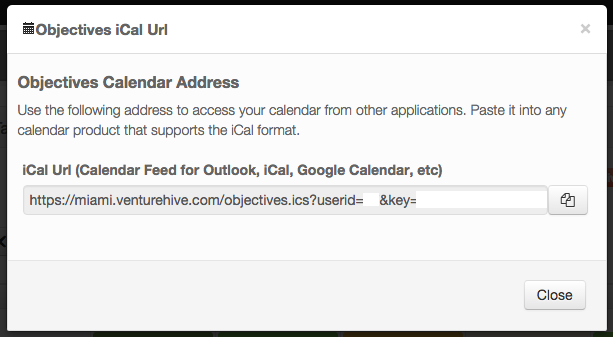 Objectives iCal Url
×
Objectives Calendar Address
Use the following address to access your calendar from other applications. Paste it into any
calendar product that supports the iCal format.
iCal Url (Calendar Feed for Outlook, iCal, Google Calendar, etc)
https://miami.venturehive.com/objectives.ics?userid= &key=
Close